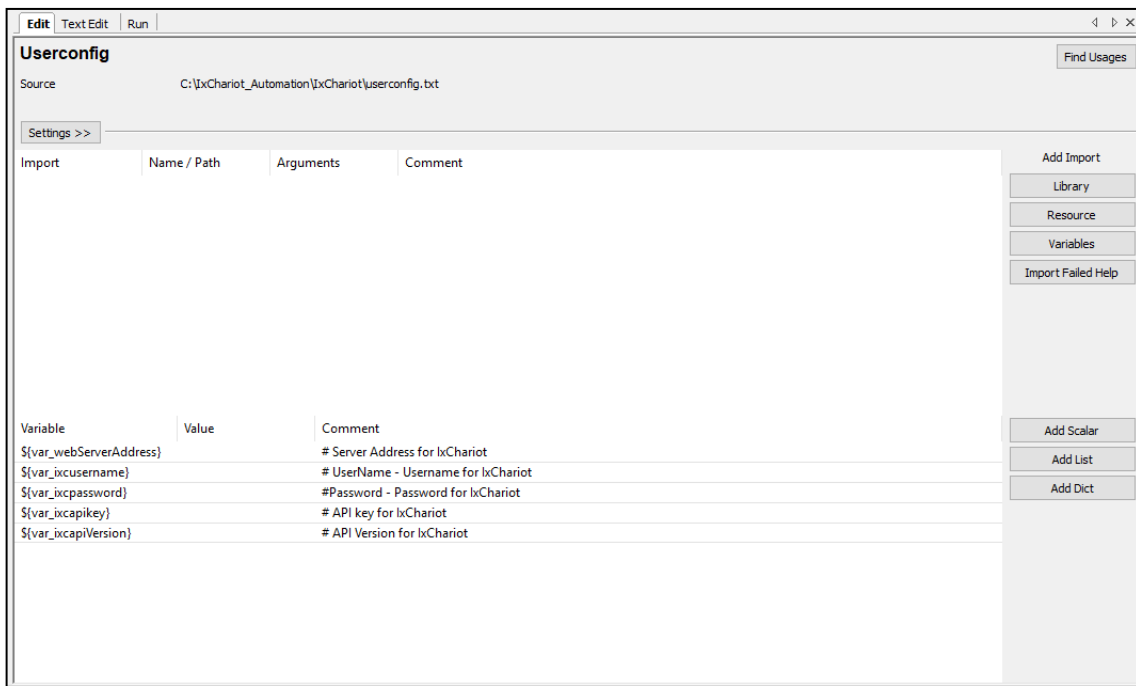 Edit Text Edit Run
Userconfig
Find Usages
Source C:\IxChariot_Automation\IxChariot\userconfig.txt
Settings >>
Import Name / Path Arguments Comment
Add Import
Library
Resource
Variables
Import Failed Help
Variable Value Comment
${var_webServerAddress} # Server Address for IxChariot
${var_ixcusername} # UserName - Username for IxChariot
${var_ixcpassword} #Password - Password for IxChariot
${var_ixcapikey} # API key for IxChariot
${var_ixcapiVersion} # API Version for IxChariot
Add Scalar
Add List
Add Dict